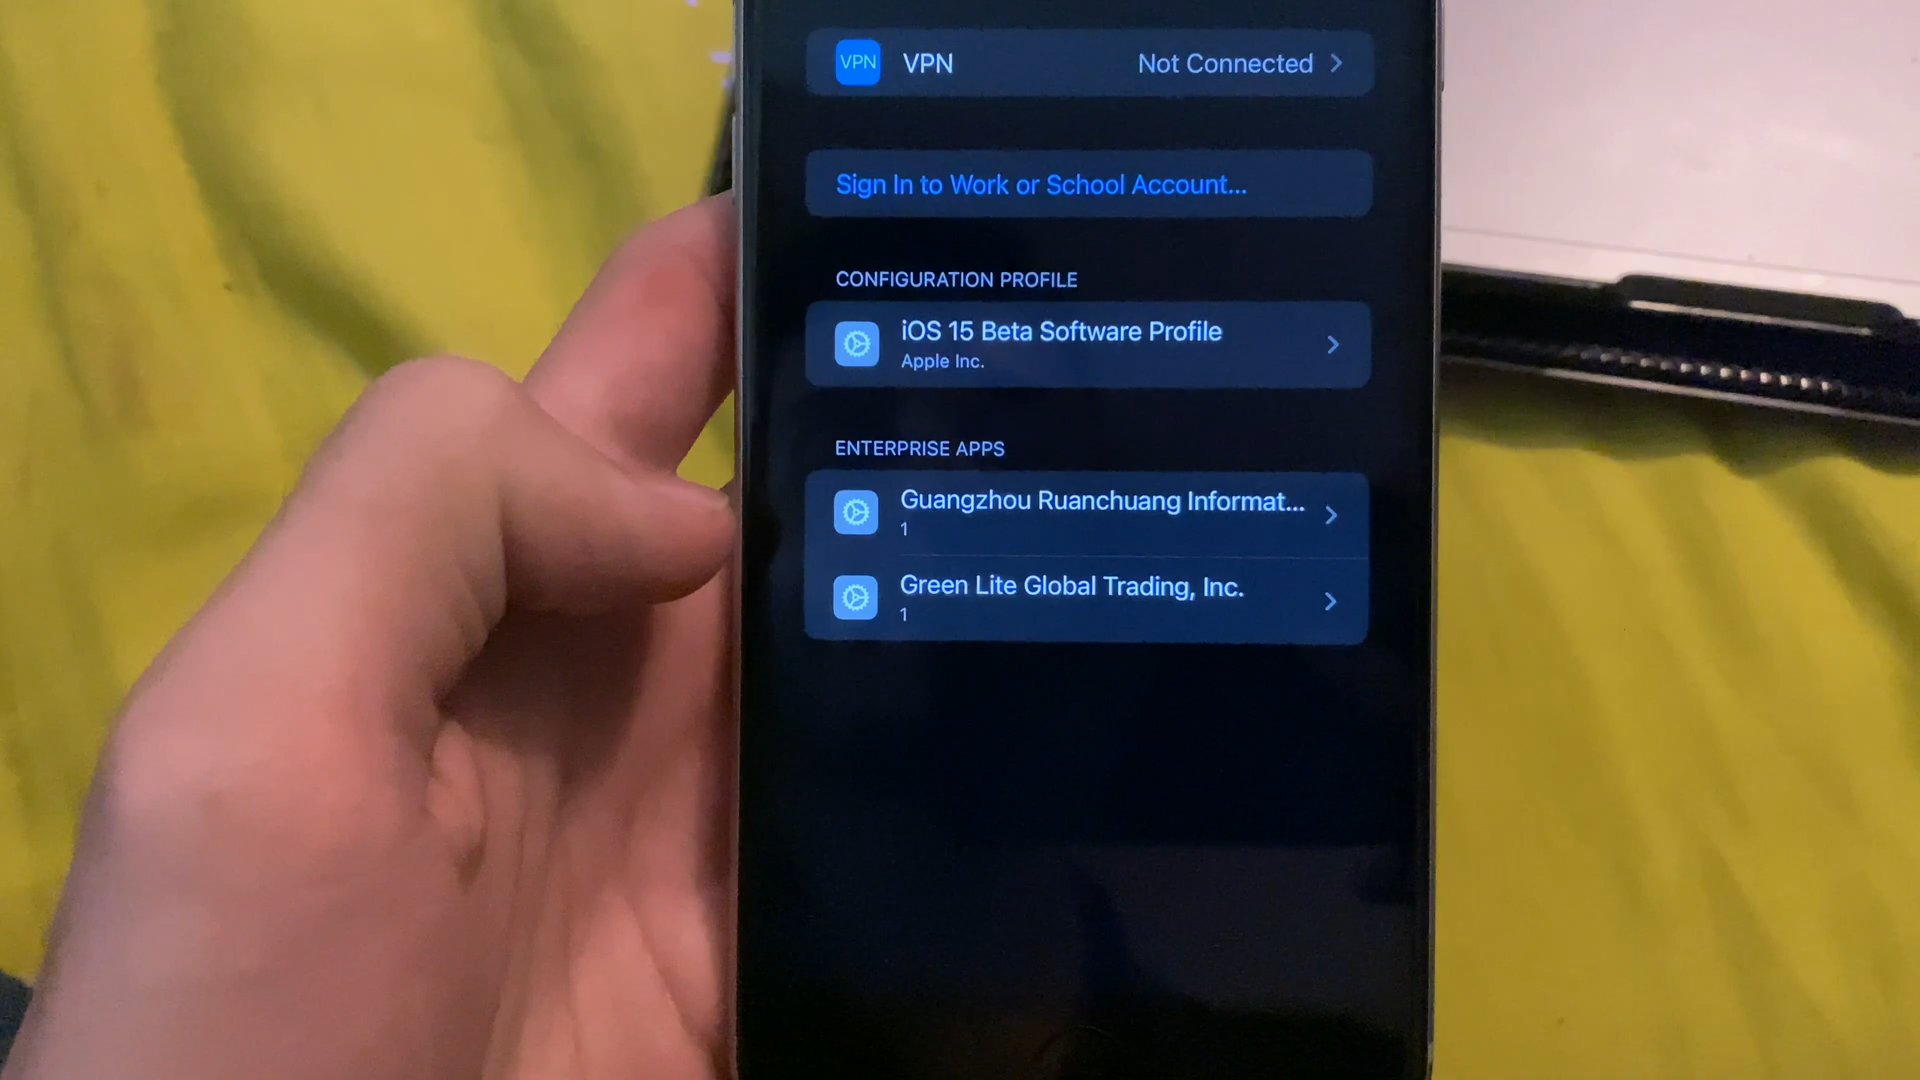 VPN VPN Not Connected
Sign In to Work or School Account...
CONFIGURATION PROFILE
iOS 15 Beta Software Profile
Apple Inc.
ENTERPRISE APPS
Guangzhou Ruanchuang Informat...
1
Green Lite Global Trading, Inc.
1